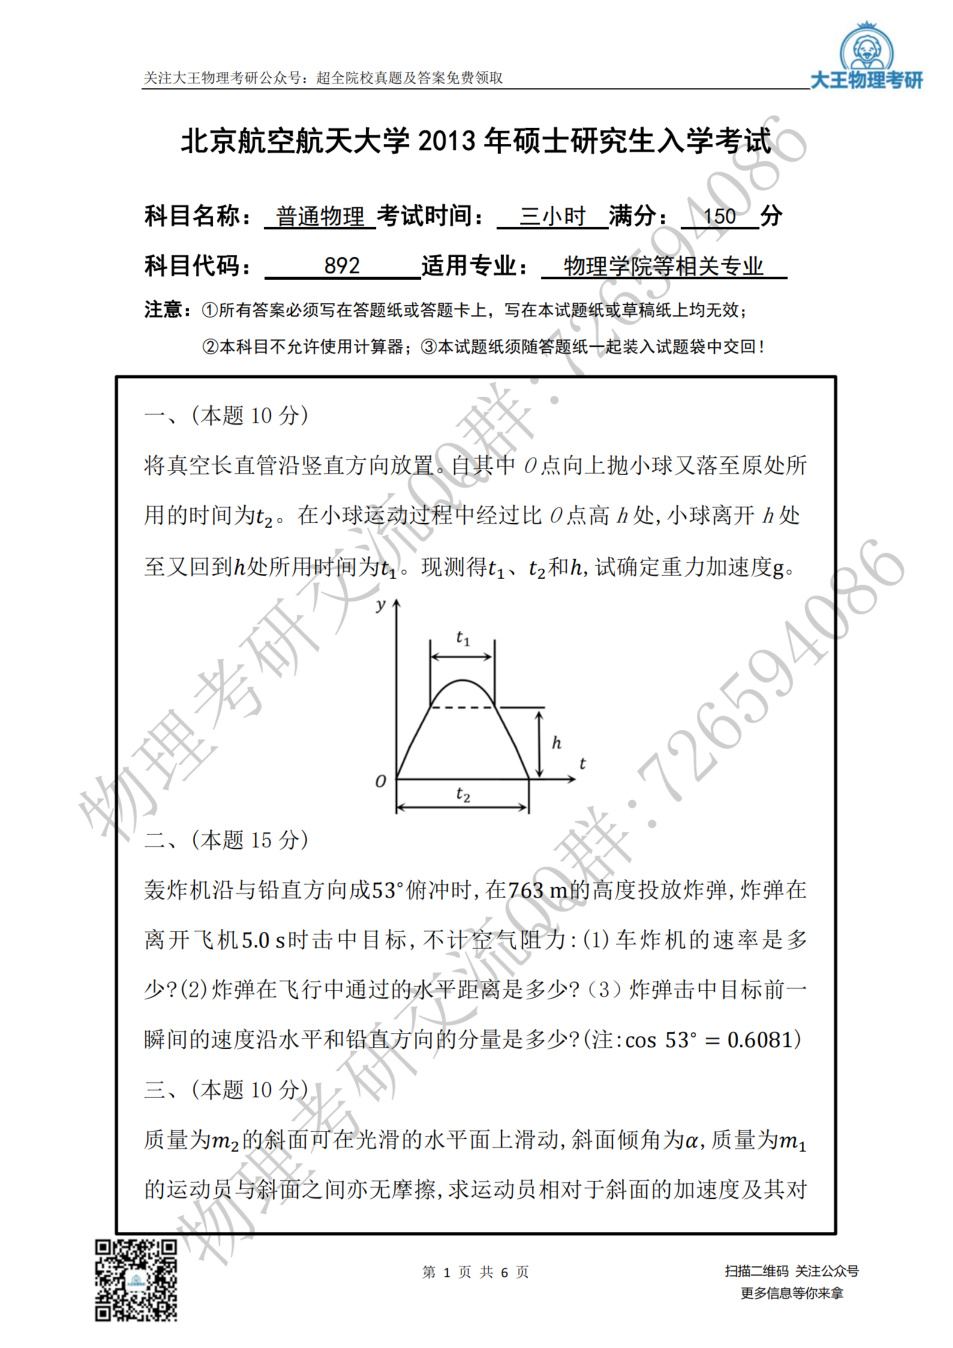 关注大王物理考研公众号：超全院校真题及答案免费领取
大王物理考研
北京航空航天大学 2013 年硕士研究生入学考试
科目名称： 普通物理 考试时间： 三小时 满分： 150 分
科目代码： 892 适用专业： 物理学院等相关专业
注意：①所有答案必须写在答题纸或答题卡上，写在本试题纸或草稿纸上均无效；
②本科目不允许使用计算器；③本试题纸须随答题纸一起装入试题袋中交回！
一、(本题 10 分)
将真空长直管沿竖直方向放置。自其中 O 点向上抛小球又落至原处所
用的时间为t₂。在小球运动过程中经过比 O 点高 h 处,小球离开 h 处
至又回到h处所用时间为t₁。现测得t₁、t₂和h,试确定重力加速度g。
y
t₁
h
t
O
t₂
二、(本题 15 分)
轰炸机沿与铅直方向成53°俯冲时,在763 m的高度投放炸弹,炸弹在
离开飞机5.0 s时击中目标,不计空气阻力:(1)车炸机的速率是多
少?(2)炸弹在飞行中通过的水平距离是多少?（3）炸弹击中目标前一
瞬间的速度沿水平和铅直方向的分量是多少?(注:cos 53° = 0.6081)
三、(本题 10 分)
质量为m₂的斜面可在光滑的水平面上滑动,斜面倾角为α,质量为m₁
的运动员与斜面之间亦无摩擦,求运动员相对于斜面的加速度及其对
物理考研交流QQ群：726594086
物理考研交流QQ群：726594086
大王物理考研
第 1 页 共 6 页
扫描二维码 关注公众号
更多信息等你来拿